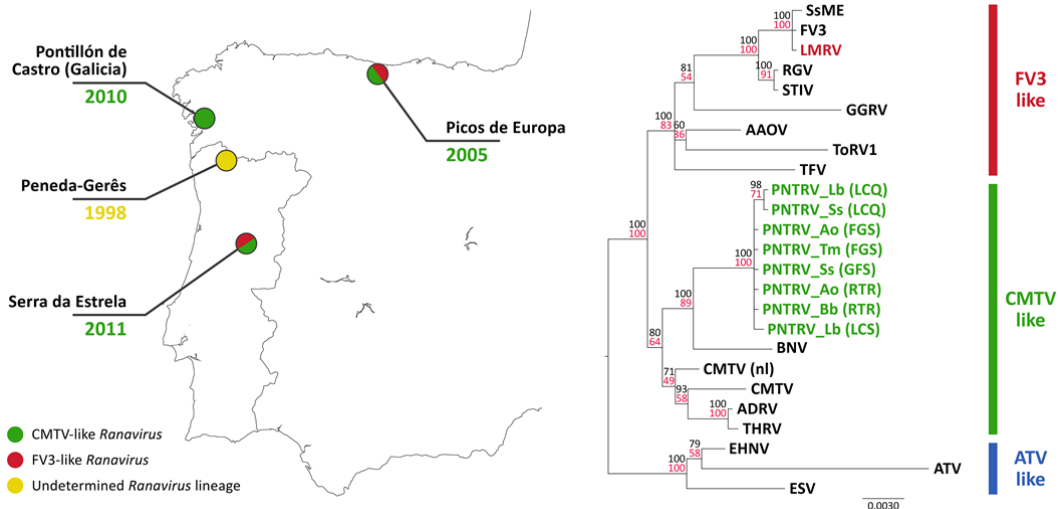 Pontillón de
Castro (Galicia)
2010
Picos de Europa
2005
Peneda-Gerês
1998
Serra da Estrela
2011
CMTV-like Ranavirus
FV3-like Ranavirus
Undetermined Ranavirus lineage
100
100
SsME
FV3
LMRV
100
100
100
91
RGV
STIV
81
54
GGRV
100
83
60
36
AAOV
ToRV1
TFV
98
71
PNTRV_Lb (LCQ)
PNTRV_Ss (LCQ)
PNTRV_Ao (FGS)
PNTRV_Tm (FGS)
100
100
PNTRV_Ss (GFS)
PNTRV_Ao (RTR)
PNTRV_Bb (RTR)
PNTRV_Lb (LCS)
100
100
100
89
BNV
80
64
71
49
CMTV (nl)
93
58
CMTV
100
100
ADRV
THRV
79
58
EHNV
100
100
ATV
ESV
0.0030
FV3
like
CMTV
like
ATV
like